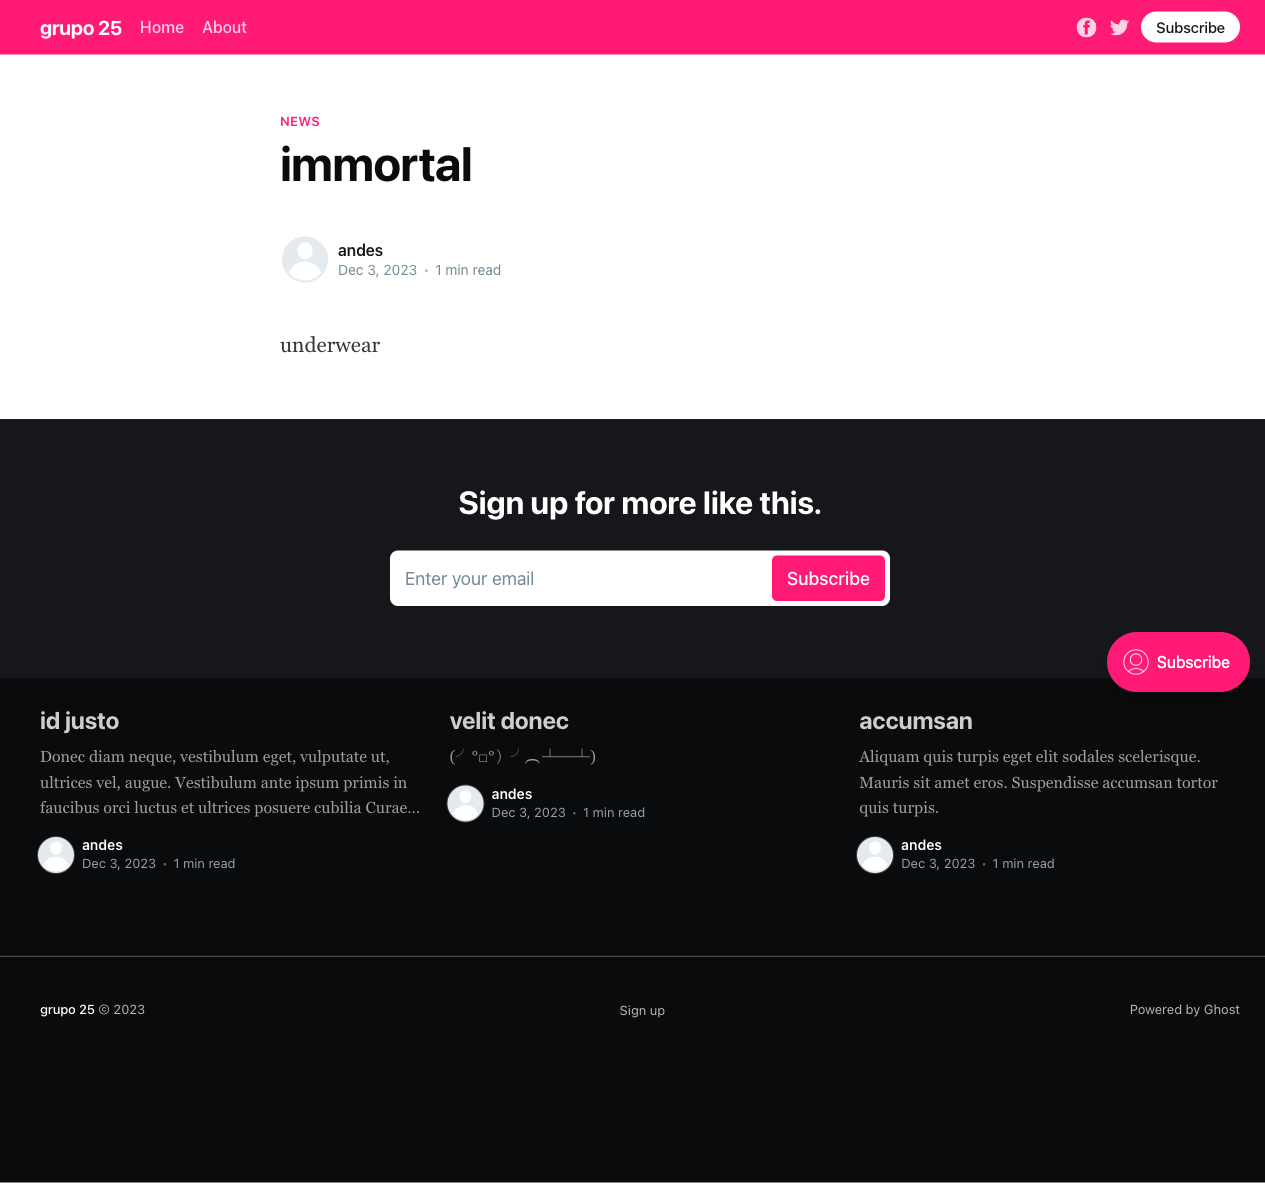 grupo 25 Home About Subscribe
NEWS
immortal
andes
Dec 3, 2023 • 1 min read
underwear
Sign up for more like this.
Enter your email Subscribe
Subscribe
id justo
Donec diam neque, vestibulum eget, vulputate ut,
ultrices vel, augue. Vestibulum ante ipsum primis in
faucibus orci luctus et ultrices posuere cubilia Curae...
andes
Dec 3, 2023 • 1 min read
velit donec
(╯°□°）╯︵ ┻━┻)
andes
Dec 3, 2023 • 1 min read
accumsan
Aliquam quis turpis eget elit sodales scelerisque.
Mauris sit amet eros. Suspendisse accumsan tortor
quis turpis.
andes
Dec 3, 2023 • 1 min read
grupo 25 © 2023 Sign up Powered by Ghost